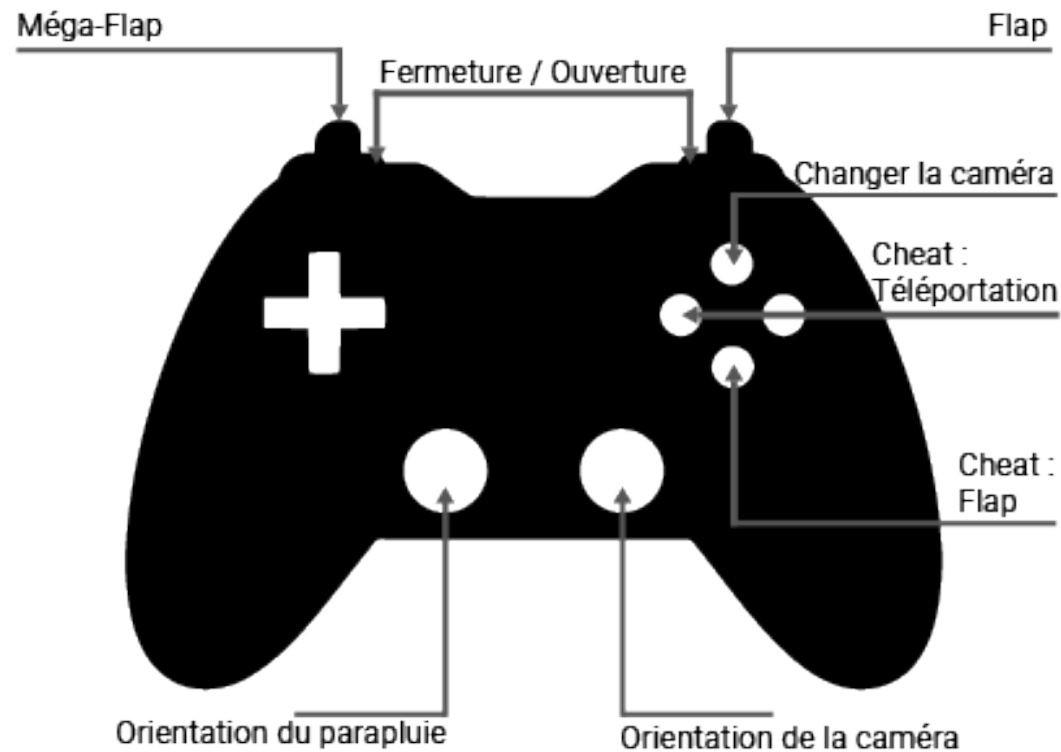 Méga-Flap
Flap
Fermeture / Ouverture
Changer la caméra
Cheat :
Téléportation
Cheat :
Flap
Orientation du parapluie
Orientation de la caméra